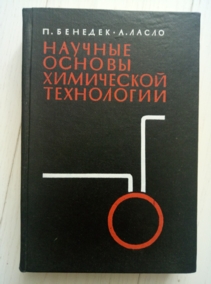 П. БЕНЕДЕК · А. ЛАСЛО
НАУЧНЫЕ
ОСНОВЫ
ХИМИЧЕСКОЙ
ТЕХНОЛОГИИ